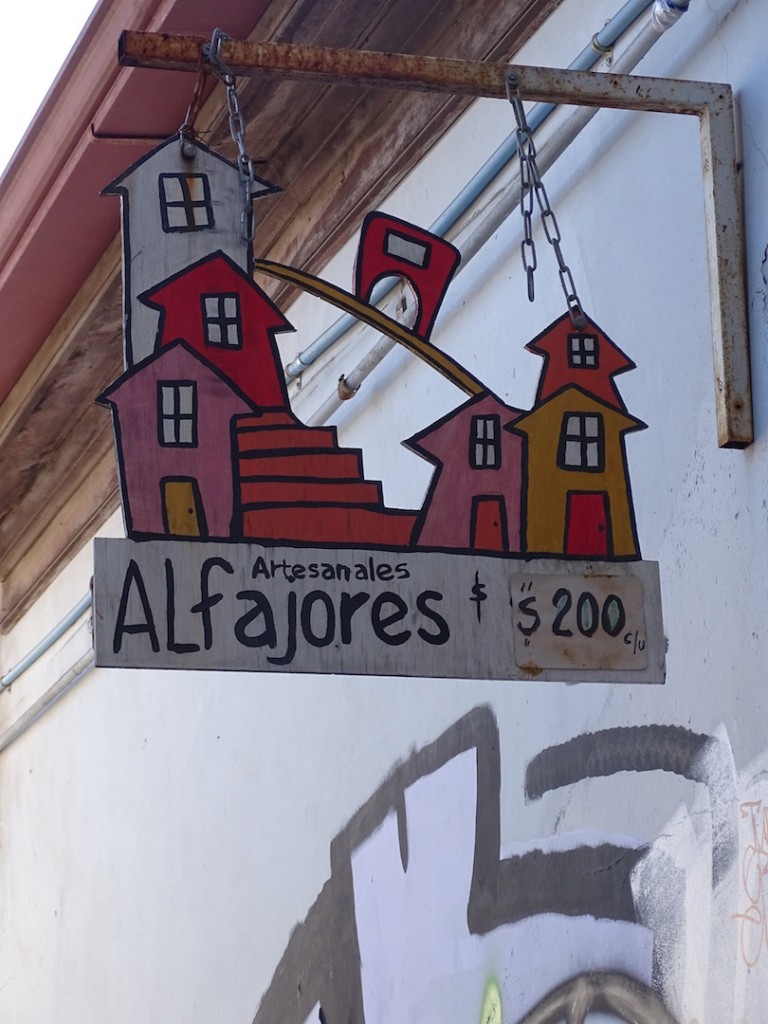 Artesanales
ALfajores $ "$200" c/u